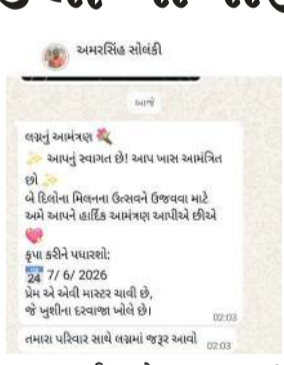 અમરસિંહ સોલંકી
આજે
લગ્નનું આમંત્રણ 💐
✨ આપનું સ્વાગત છે! આપ ખાસ આમંત્રિત
છો ✨
બે દિલોના મિલનના ઉત્સવને ઉજવવા માટે
અમે આપને હાર્દિક આમંત્રણ આપીએ છીએ
💖
કૃપા કરીને પધારશો:
📆 7/ 6/ 2026
પ્રેમ એ એવી માસ્ટર ચાવી છે,
જે ખુશીના દરવાજા ખોલે છે।
02:03
તમારા પરિવાર સાથે લગ્નમાં જરૂર આવો 02:03